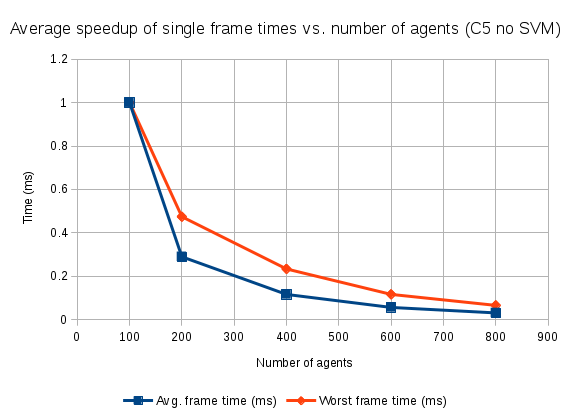 Average speedup of single frame times vs. number of agents (C5 no SVM)
1.2
1
0.8
0.6
0.4
0.2
0
Time (ms)
0 100 200 300 400 500 600 700 800 900
Number of agents
Avg. frame time (ms) Worst frame time (ms)